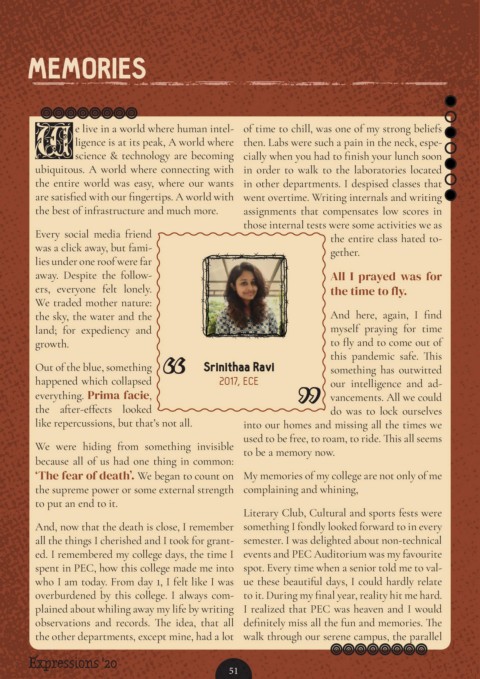 MEMORIES
We live in a world where human intel-
ligence is at its peak, A world where
science & technology are becoming
ubiquitous. A world where connecting with
the entire world was easy, where our wants
are satisfied with our fingertips. A world with
the best of infrastructure and much more.
Every social media friend
was a click away, but fami-
lies under one roof were far
away. Despite the follow-
ers, everyone felt lonely.
We traded mother nature:
the sky, the water and the
land; for expediency and
growth.
Out of the blue, something
happened which collapsed
everything. Prima facie,
the after-effects looked
like repercussions, but that's not all.
We were hiding from something invisible
because all of us had one thing in common:
‘The fear of death’. We began to count on
the supreme power or some external strength
to put an end to it.
And, now that the death is close, I remember
all the things I cherished and I took for grant-
ed. I remembered my college days, the time I
spent in PEC, how this college made me into
who I am today. From day 1, I felt like I was
overburdened by this college. I always com-
plained about whiling away my life by writing
observations and records. The idea, that all
the other departments, except mine, had a lot
of time to chill, was one of my strong beliefs
then. Labs were such a pain in the neck, espe-
cially when you had to finish your lunch soon
in order to walk to the laboratories located
in other departments. I despised classes that
went overtime. Writing internals and writing
assignments that compensates low scores in
those internal tests were some activities we as
the entire class hated to-
gether.
All I prayed was for
the time to fly.
And here, again, I find
myself praying for time
to fly and to come out of
this pandemic safe. This
something has outwitted
our intelligence and ad-
vancements. All we could
do was to lock ourselves
into our homes and missing all the times we
used to be free, to roam, to ride. This all seems
to be a memory now.
My memories of my college are not only of me
complaining and whining,
Literary Club, Cultural and sports fests were
something I fondly looked forward to in every
semester. I was delighted about non-technical
events and PEC Auditorium was my favourite
spot. Every time when a senior told me to val-
ue these beautiful days, I could hardly relate
to it. During my final year, reality hit me hard.
I realized that PEC was heaven and I would
definitely miss all the fun and memories. The
walk through our serene campus, the parallel
“ Srinithaa Ravi
2017, ECE ”
Expressions '20
51